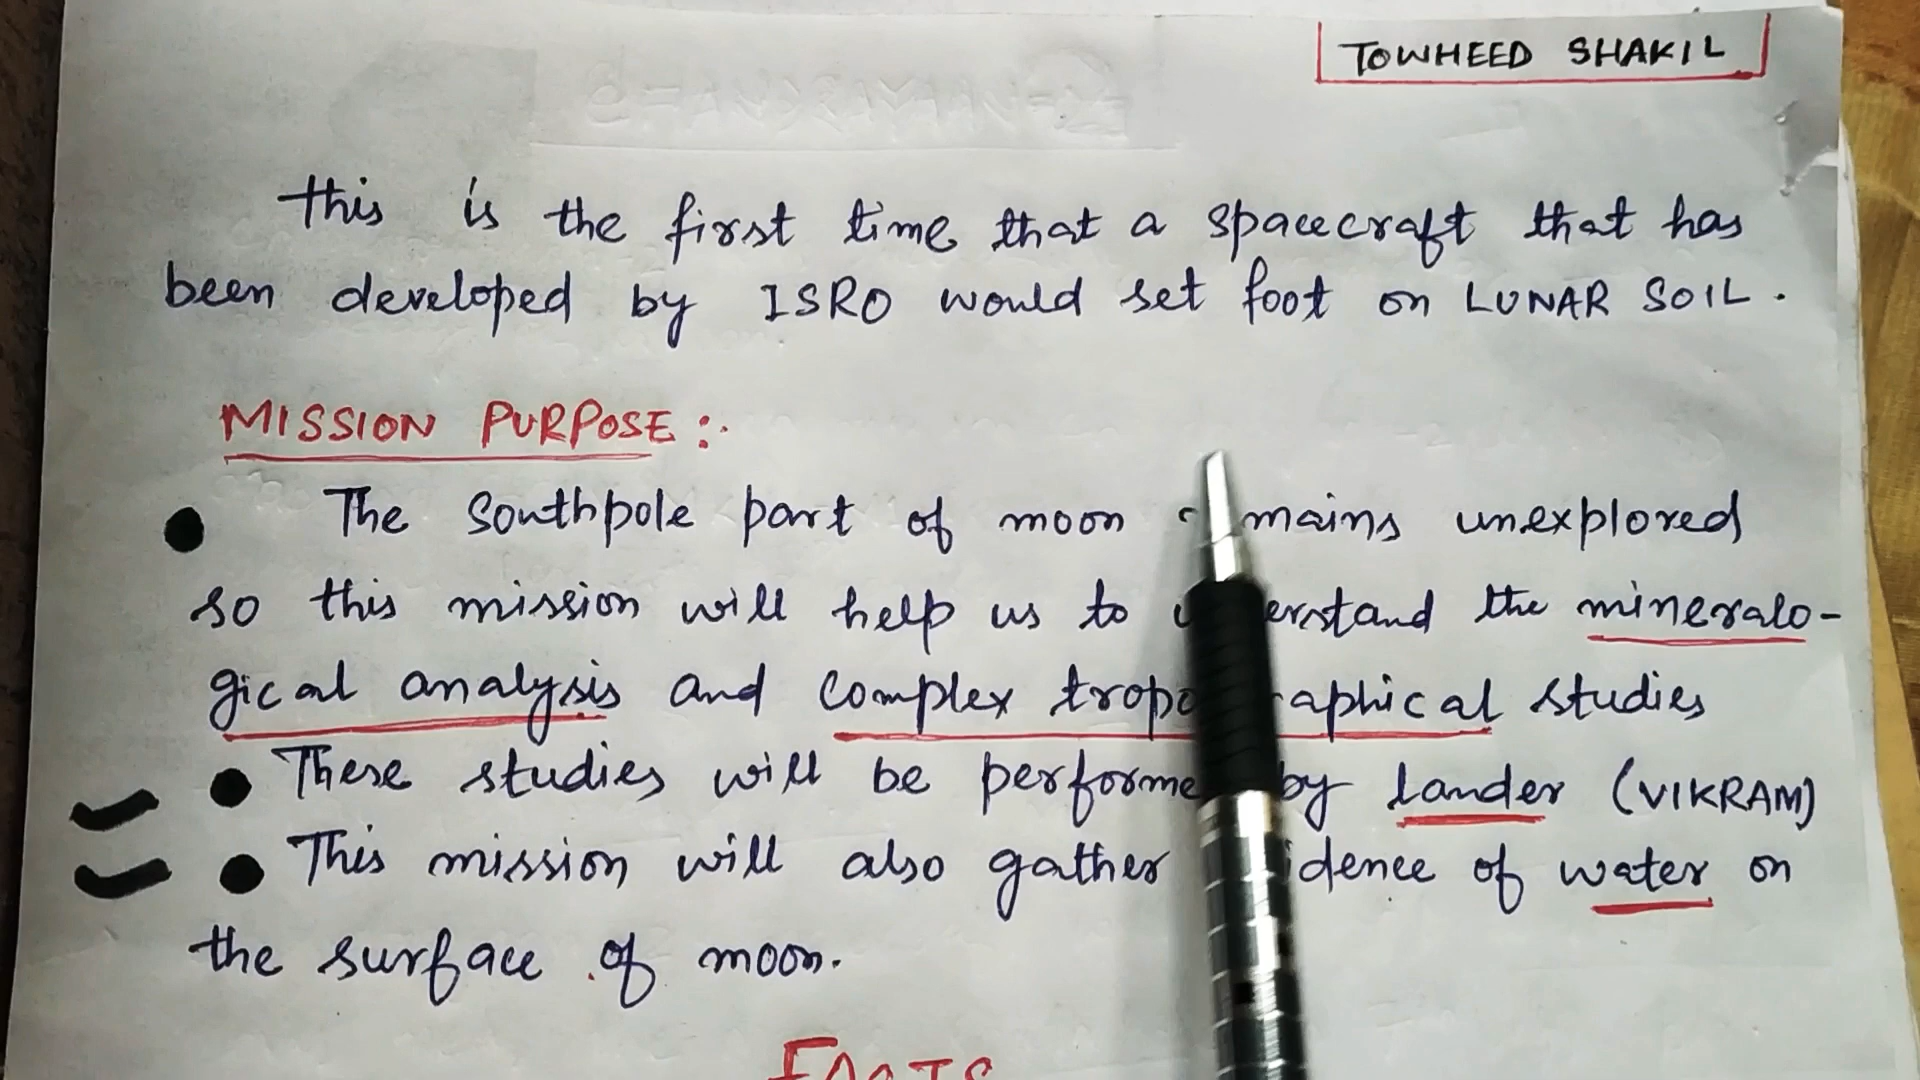 TOWHEED SHAKIL
This is the first time that a spacecraft that has
been developed by ISRO would set foot on LUNAR SOIL.
MISSION PURPOSE :.
● The Southpole part of moon mains unexplored
so this mission will help us to erstand the mineralo-
gical analysis and complex tropo aphical studies
● These studies will be performe by lander (VIKRAM)
● This mission will also gather idence of water on
the surface of moon.
FACTS